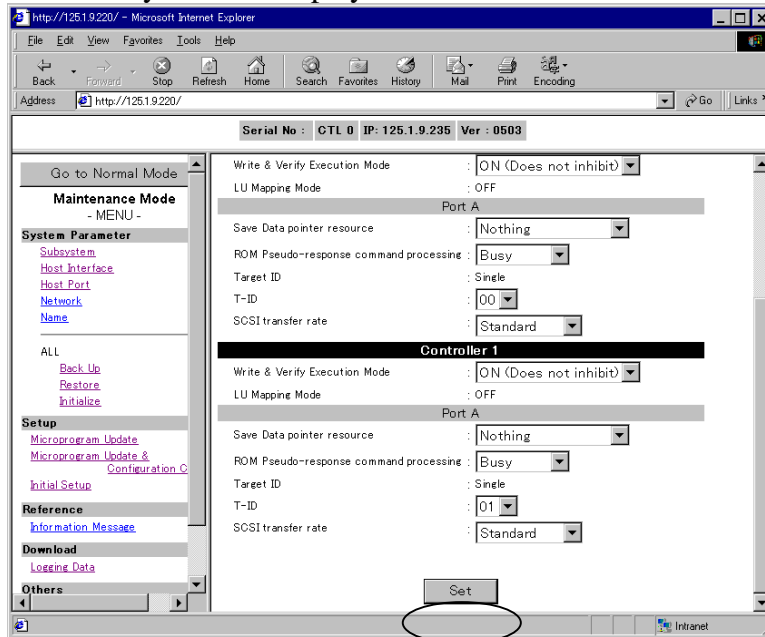 http://125.1.9.220/ - Microsoft Internet Explorer
File Edit View Favorites Tools Help
Back Forward Stop Refresh Home Search Favorites History Mail Print Encoding
Address http://125.1.9.220/ Go Links
Serial No : CTL 0 IP: 125.1.9.235 Ver : 0503
Go to Normal Mode
Maintenance Mode
- MENU -
System Parameter
Subsystem
Host Interface
Host Port
Network
Name
ALL
Back Up
Restore
Initialize
Setup
Microprogram Update
Microprogram Update &
Configuration C
Initial Setup
Reference
Information Message
Download
Logging Data
Others
Write & Verify Execution Mode : ON (Does not inhibit)
LU Mapping Mode : OFF
Port A
Save Data pointer resource : Nothing
ROM Pseudo-response command processing : Busy
Target ID : Single
T-ID : 00
SCSI transfer rate : Standard
Controller 1
Write & Verify Execution Mode : ON (Does not inhibit)
LU Mapping Mode : OFF
Port A
Save Data pointer resource : Nothing
ROM Pseudo-response command processing : Busy
Target ID : Single
T-ID : 01
SCSI transfer rate : Standard
Set
Intranet